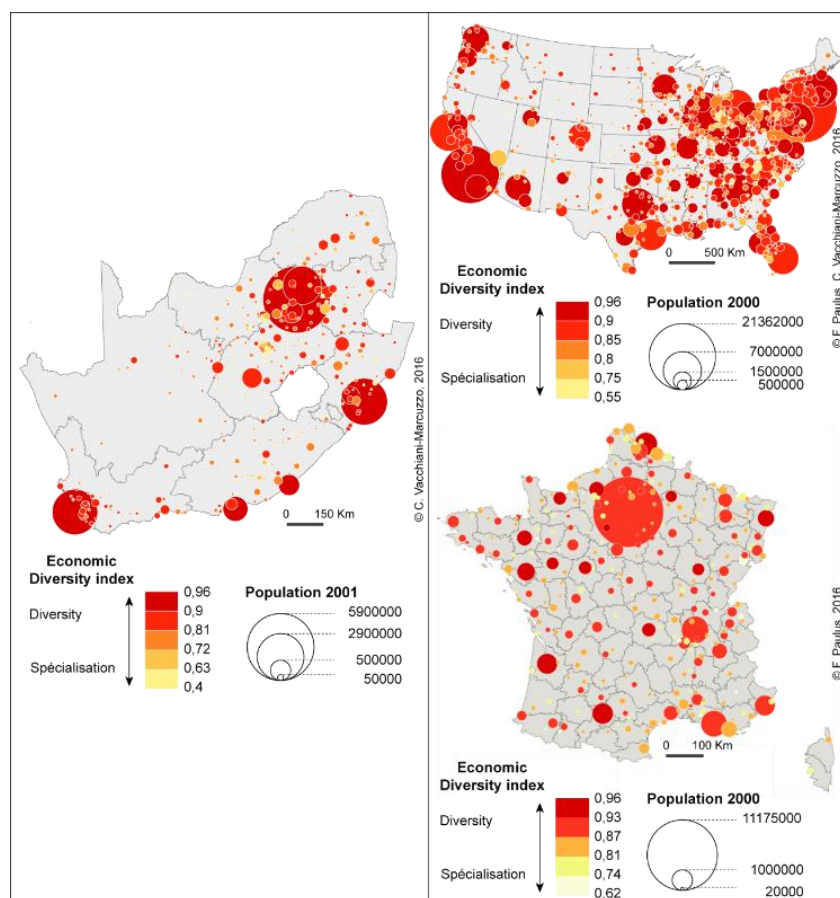 0 150 Km
© C. Vacchiani-Marcuzzo, 2016
Economic
Diversity index
Diversity
Spécialisation
0,96
0,9
0,81
0,72
0,63
0,4
Population 2001
5900000
2900000
500000
50000
0 500 Km
© F. Paulus, C. Vacchiani-Marcuzzo, 2016
Economic
Diversity index
Diversity
Spécialisation
0,96
0,9
0,85
0,8
0,75
0,55
Population 2000
21362000
7000000
1500000
500000
0 100 Km
© F. Paulus, 2016
Economic
Diversity index
Diversity
Spécialisation
0,96
0,93
0,87
0,81
0,74
0,62
Population 2000
11175000
1000000
20000